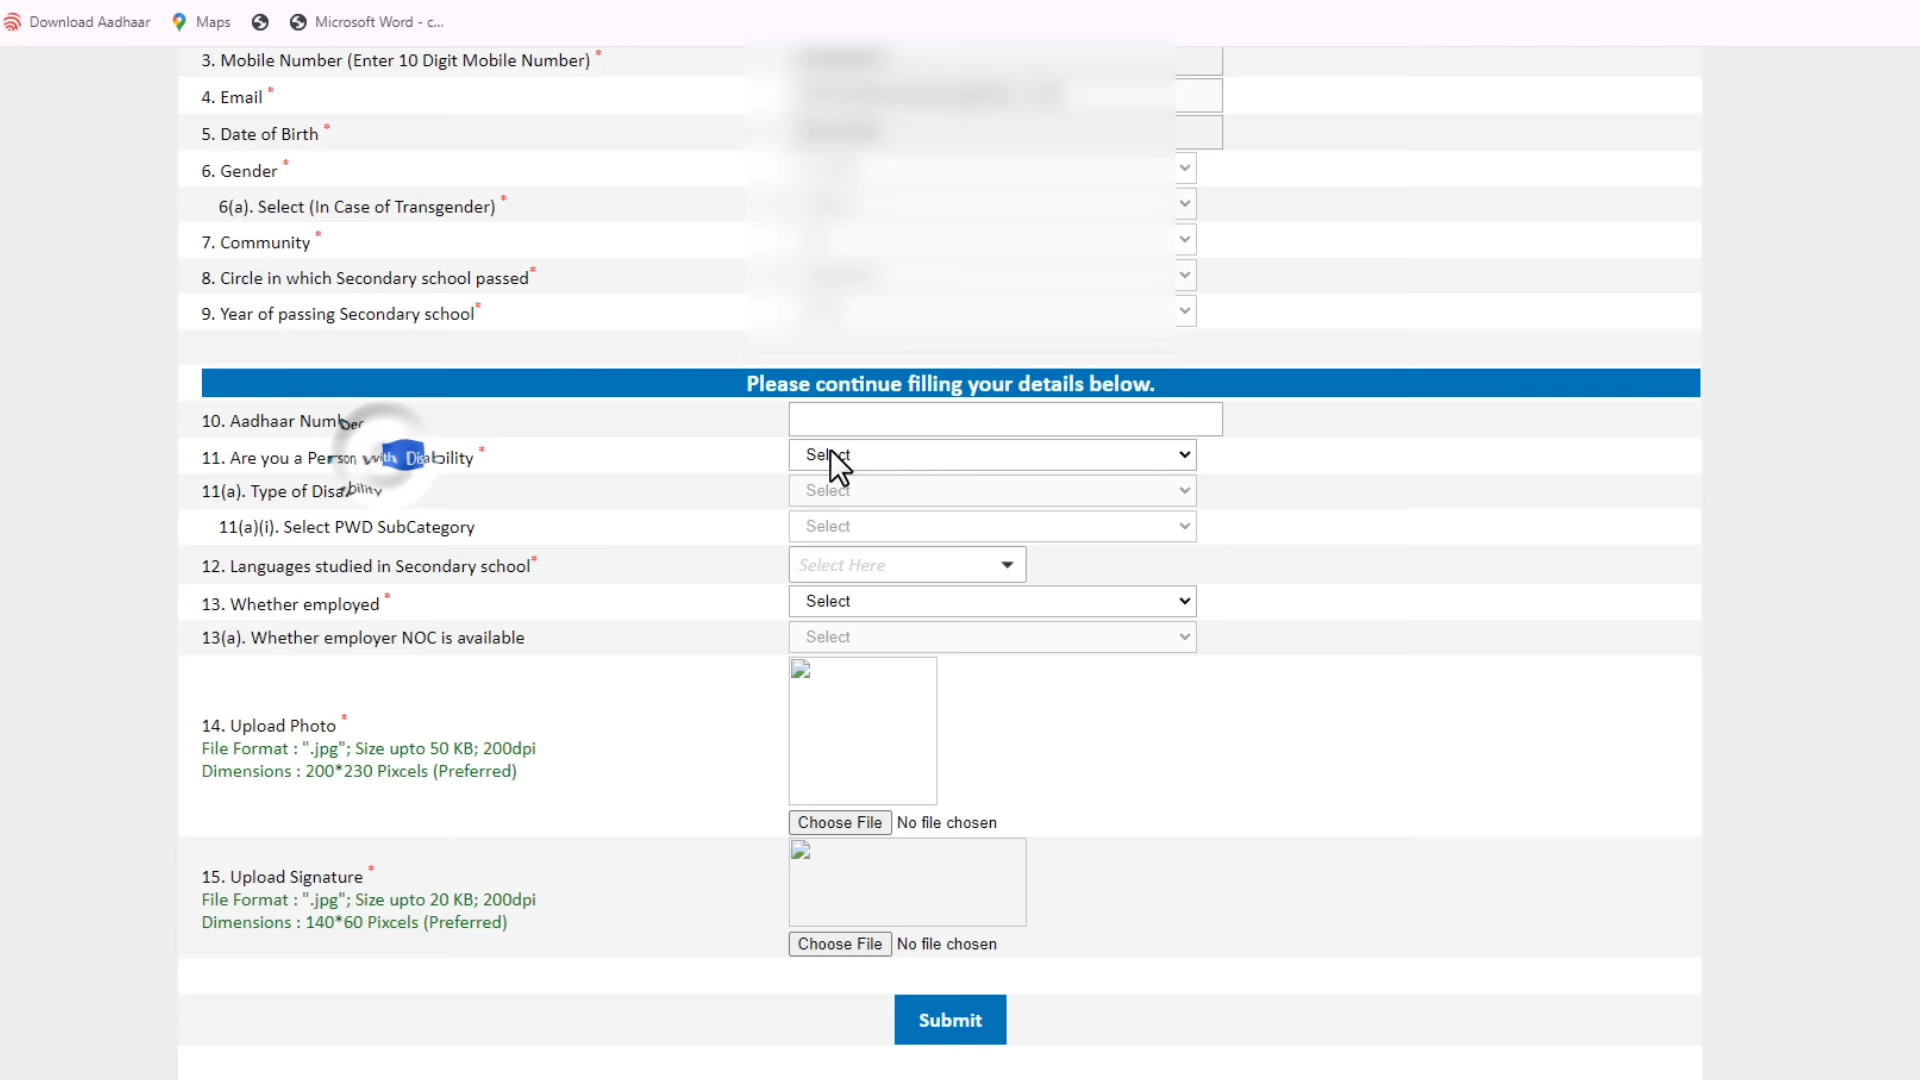 Download Aadhaar Maps Microsoft Word - c...
3. Mobile Number (Enter 10 Digit Mobile Number) *
4. Email *
5. Date of Birth *
6. Gender *
6(a). Select (In Case of Transgender) *
7. Community *
8. Circle in which Secondary school passed*
9. Year of passing Secondary school*
Please continue filling your details below.
10. Aadhaar Number
11. Are you a Person with Disability * Select
11(a). Type of Disability Select
11(a)(i). Select PWD SubCategory Select
12. Languages studied in Secondary school* Select Here
13. Whether employed * Select
13(a). Whether employer NOC is available Select
14. Upload Photo *
File Format : ".jpg"; Size upto 50 KB; 200dpi
Dimensions : 200*230 Pixcels (Preferred)
Choose File No file chosen
15. Upload Signature *
File Format : ".jpg"; Size upto 20 KB; 200dpi
Dimensions : 140*60 Pixcels (Preferred)
Choose File No file chosen
Submit